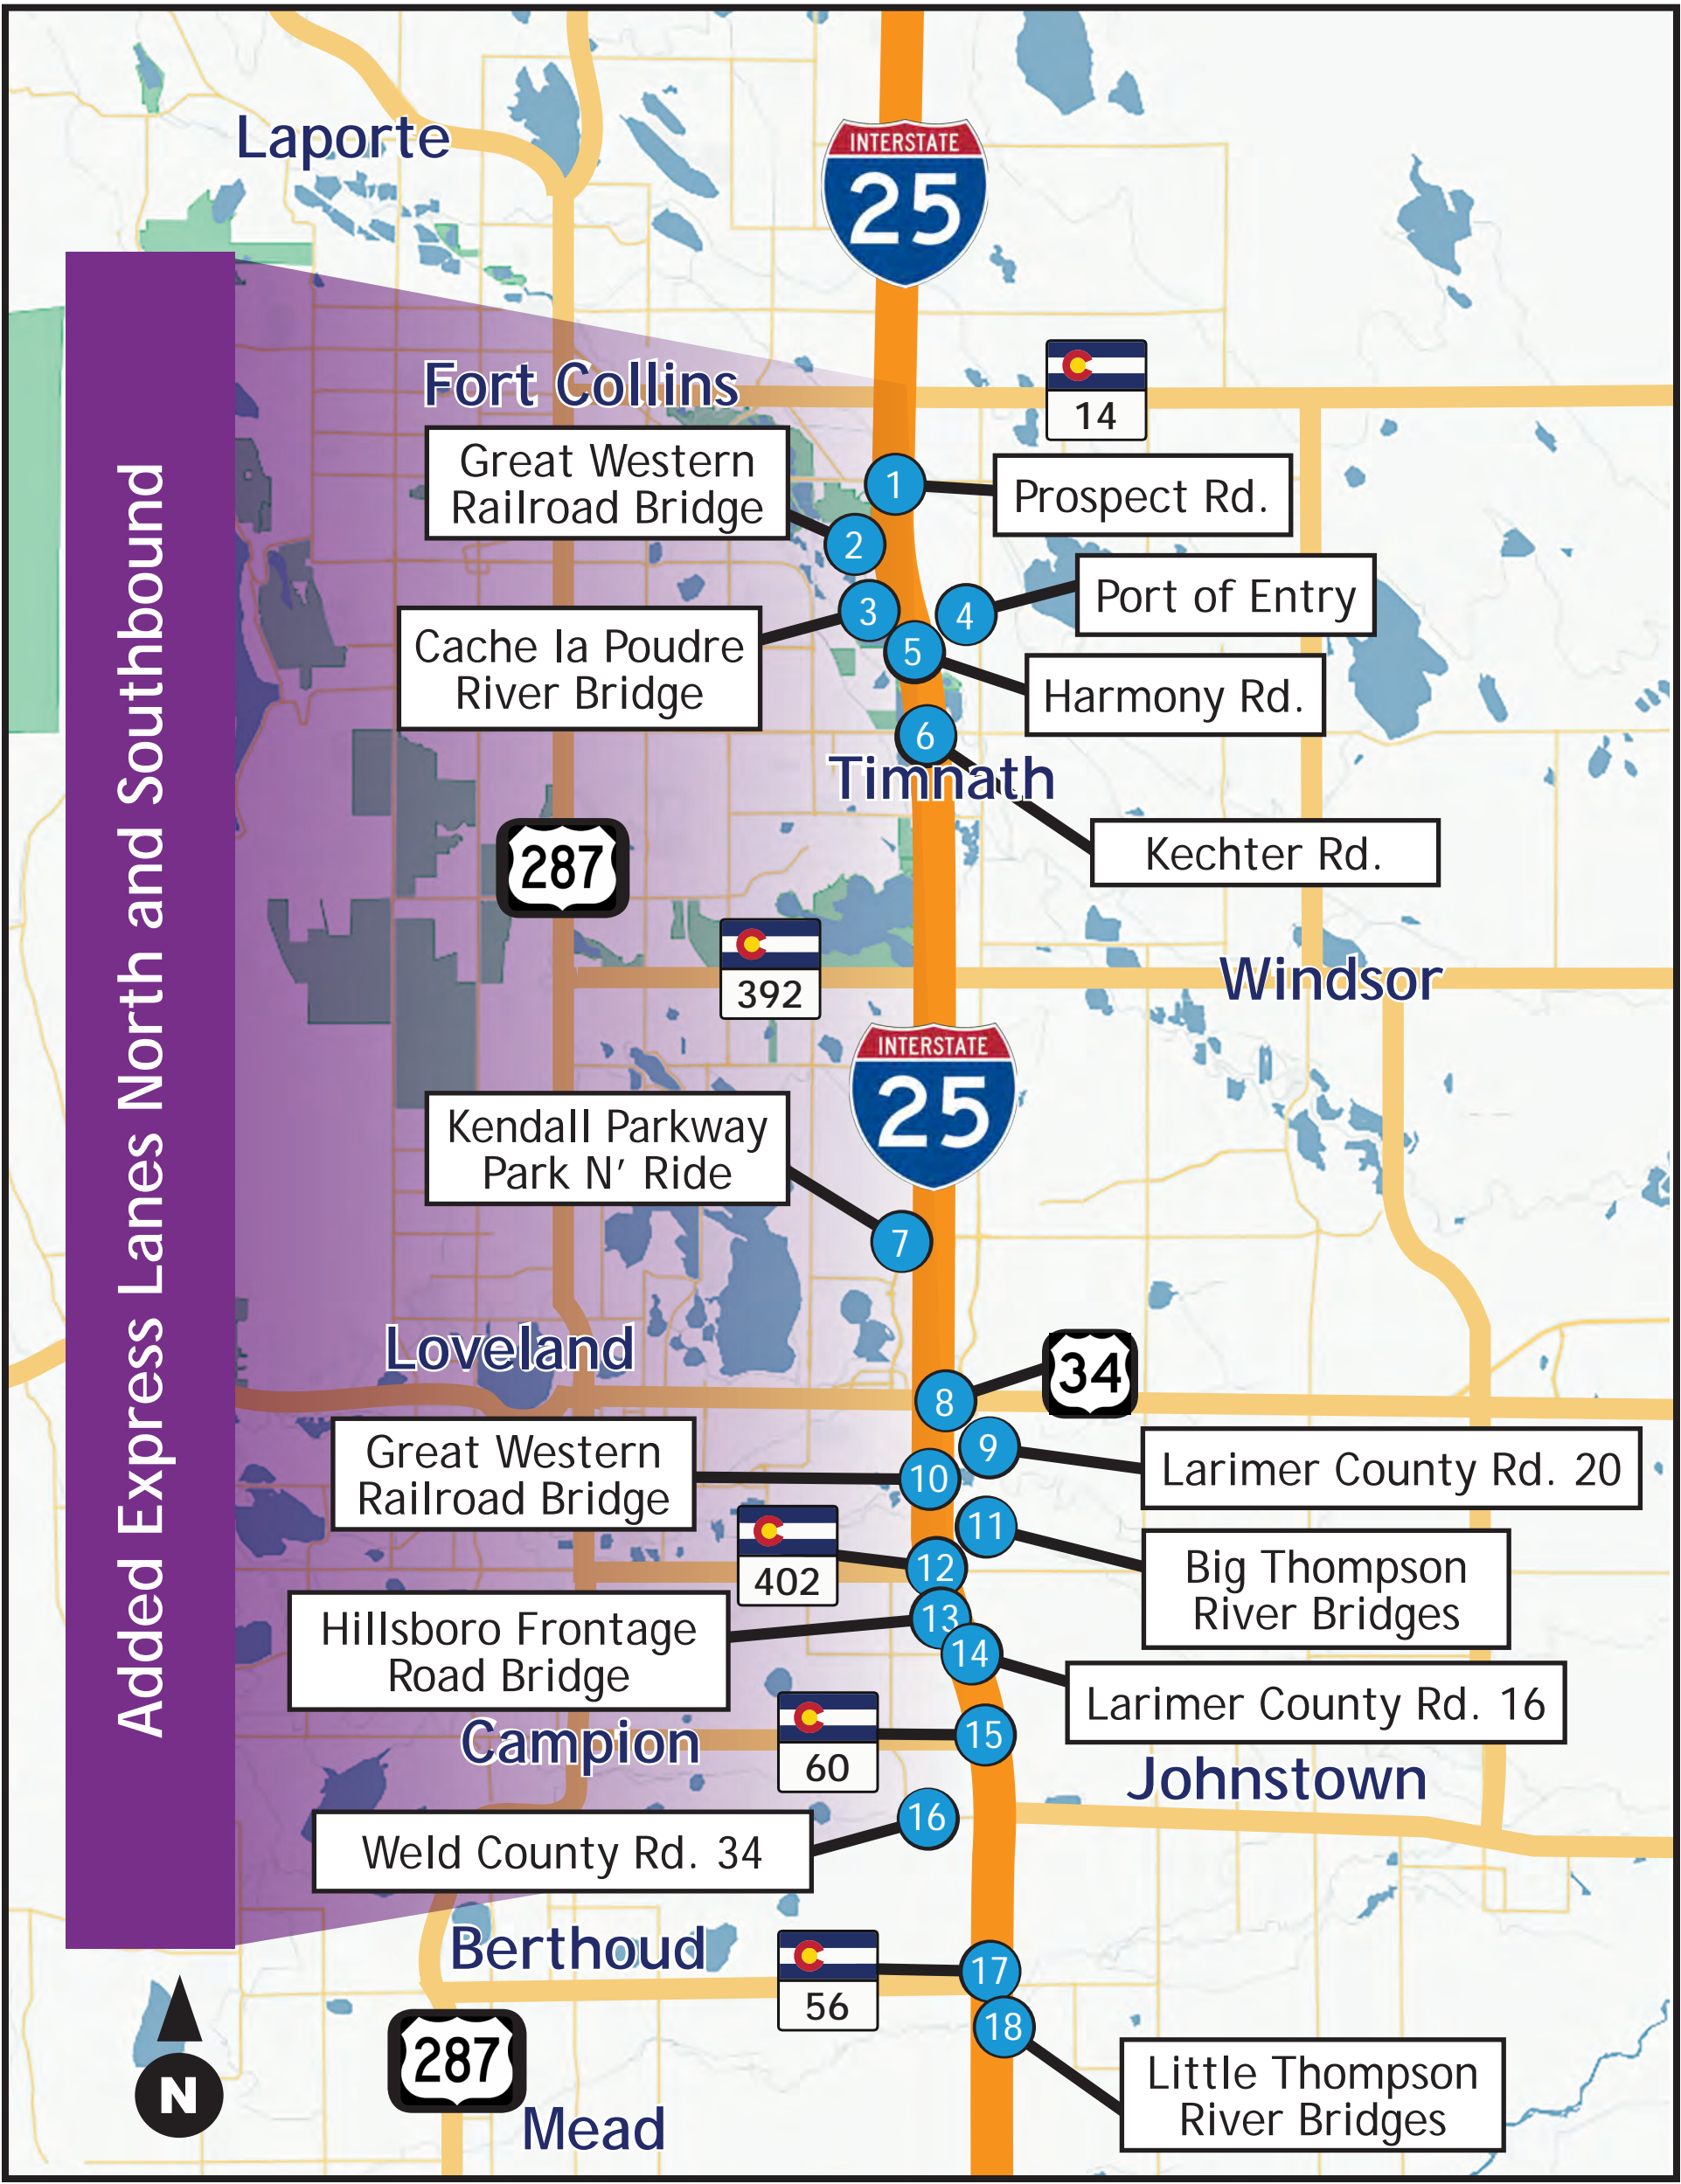 Laporte
INTERSTATE
25
Fort Collins
14
Great Western
Railroad Bridge
1
Prospect Rd.
2
Port of Entry
3
4
Cache la Poudre
River Bridge
5
Harmony Rd.
6
Timnath
Kechter Rd.
287
392
Windsor
INTERSTATE
25
Kendall Parkway
Park N' Ride
7
Added Express Lanes North and Southbound
Loveland
34
8
9
Larimer County Rd. 20
Great Western
Railroad Bridge
10
11
Big Thompson
River Bridges
402
12
Hillsboro Frontage
Road Bridge
13
14
Larimer County Rd. 16
Campion
60
15
Johnstown
16
Weld County Rd. 34
Berthoud
56
17
18
287
Little Thompson
River Bridges
N
Mead